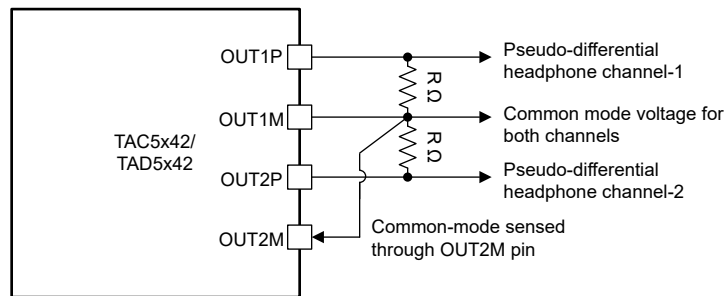 OUT1P
Pseudo-differential
headphone channel-1
R Ω
OUT1M
Common mode voltage for
both channels
TAC5x42/
TAD5x42
R Ω
OUT2P
Pseudo-differential
headphone channel-2
OUT2M
Common-mode sensed
through OUT2M pin